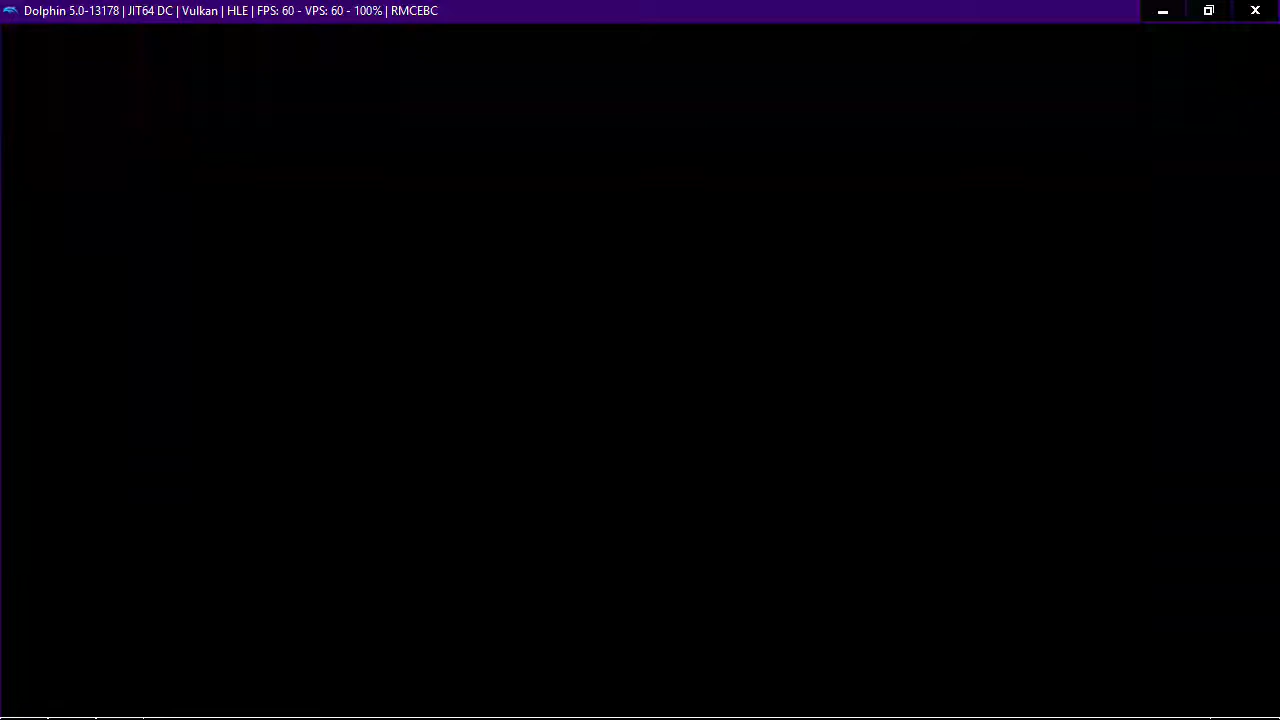 Dolphin 5.0-13178 | JIT64 DC | Vulkan | HLE | FPS: 60 - VPS: 60 - 100% | RMCEBC